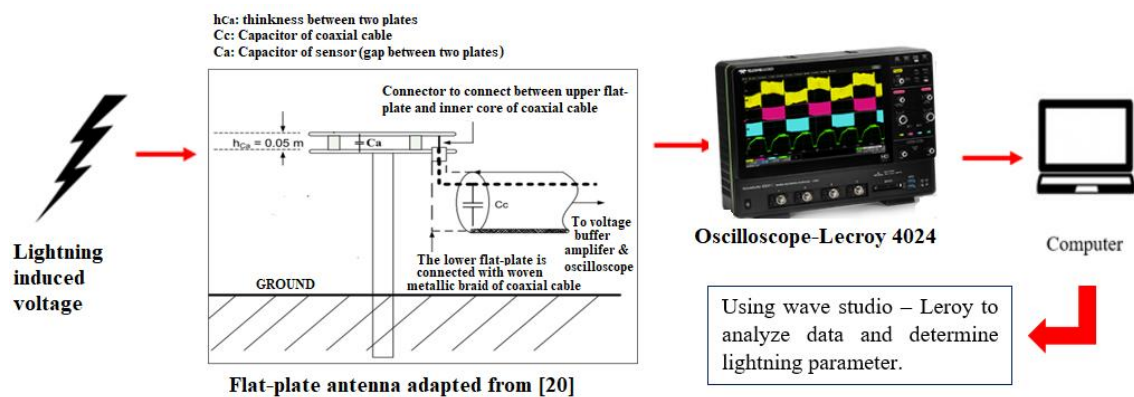 hCa: thinkness between two plates
Cc: Capacitor of coaxial cable
Ca: Capacitor of sensor (gap between two plates)
Connector to connect between upper flat-
plate and inner core of coaxial cable
hCa = 0.05 m
Ca
Cc
To voltage
buffer
amplifer &
oscilloscope
The lower flat-plate is
connected with woven
metallic braid of coaxial cable
GROUND
Lightning
induced
voltage
Flat-plate antenna adapted from [20]
Oscilloscope-Lecroy 4024
Computer
Using wave studio – Leroy to
analyze data and determine
lightning parameter.